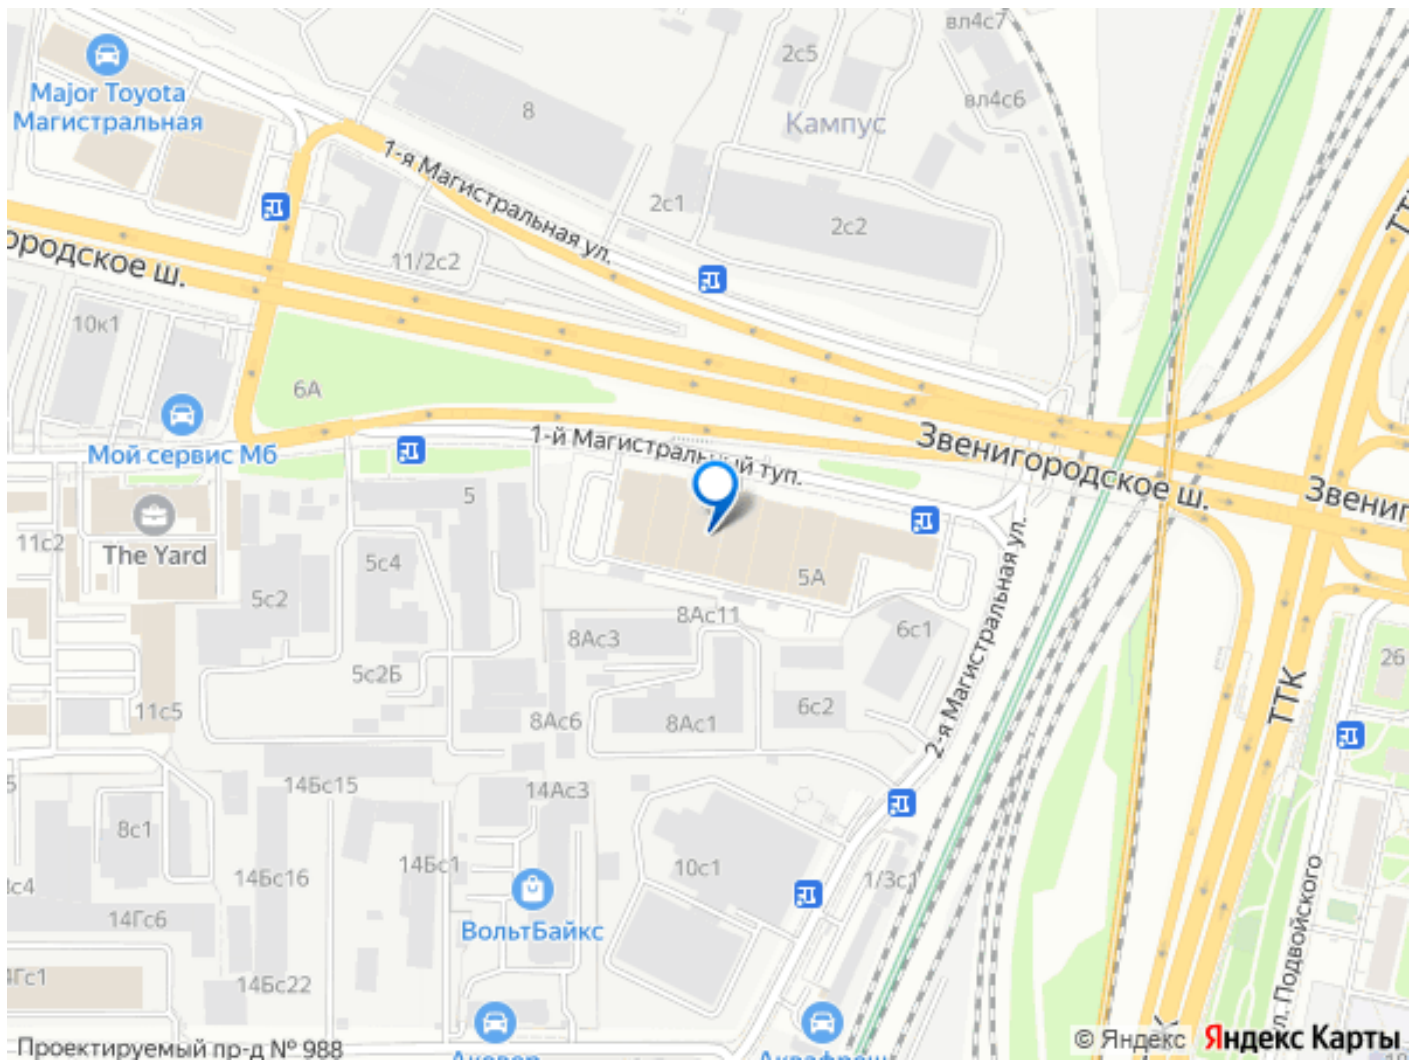 вл4с7
2с5
Major Toyota
Магистральная
8
вл4с6
Кампус
1-я Магистральная ул.
2с1
2с2
ТТК
ородское ш.
11/2с2
10к1
6А
Мой сервис Мб
1-й Магистральный туп.
Звенигородское ш.
Звениг
5
11с2
The Yard
5с4
5А
5с2
8Ас11
6с1
8Ас3
2-я Магистральная ул.
26
5с2Б
11с5
8Ас6
8Ас1
6с2
ТТК
14Бс15
14Ас3
8с1
14Бс1
14Бс16
10с1
1/3с1
14Гс6
ВольтБайкс
л. Подвойского
14Бс22
Проектируемый пр-д № 988
© Яндекс Яндекс Карты